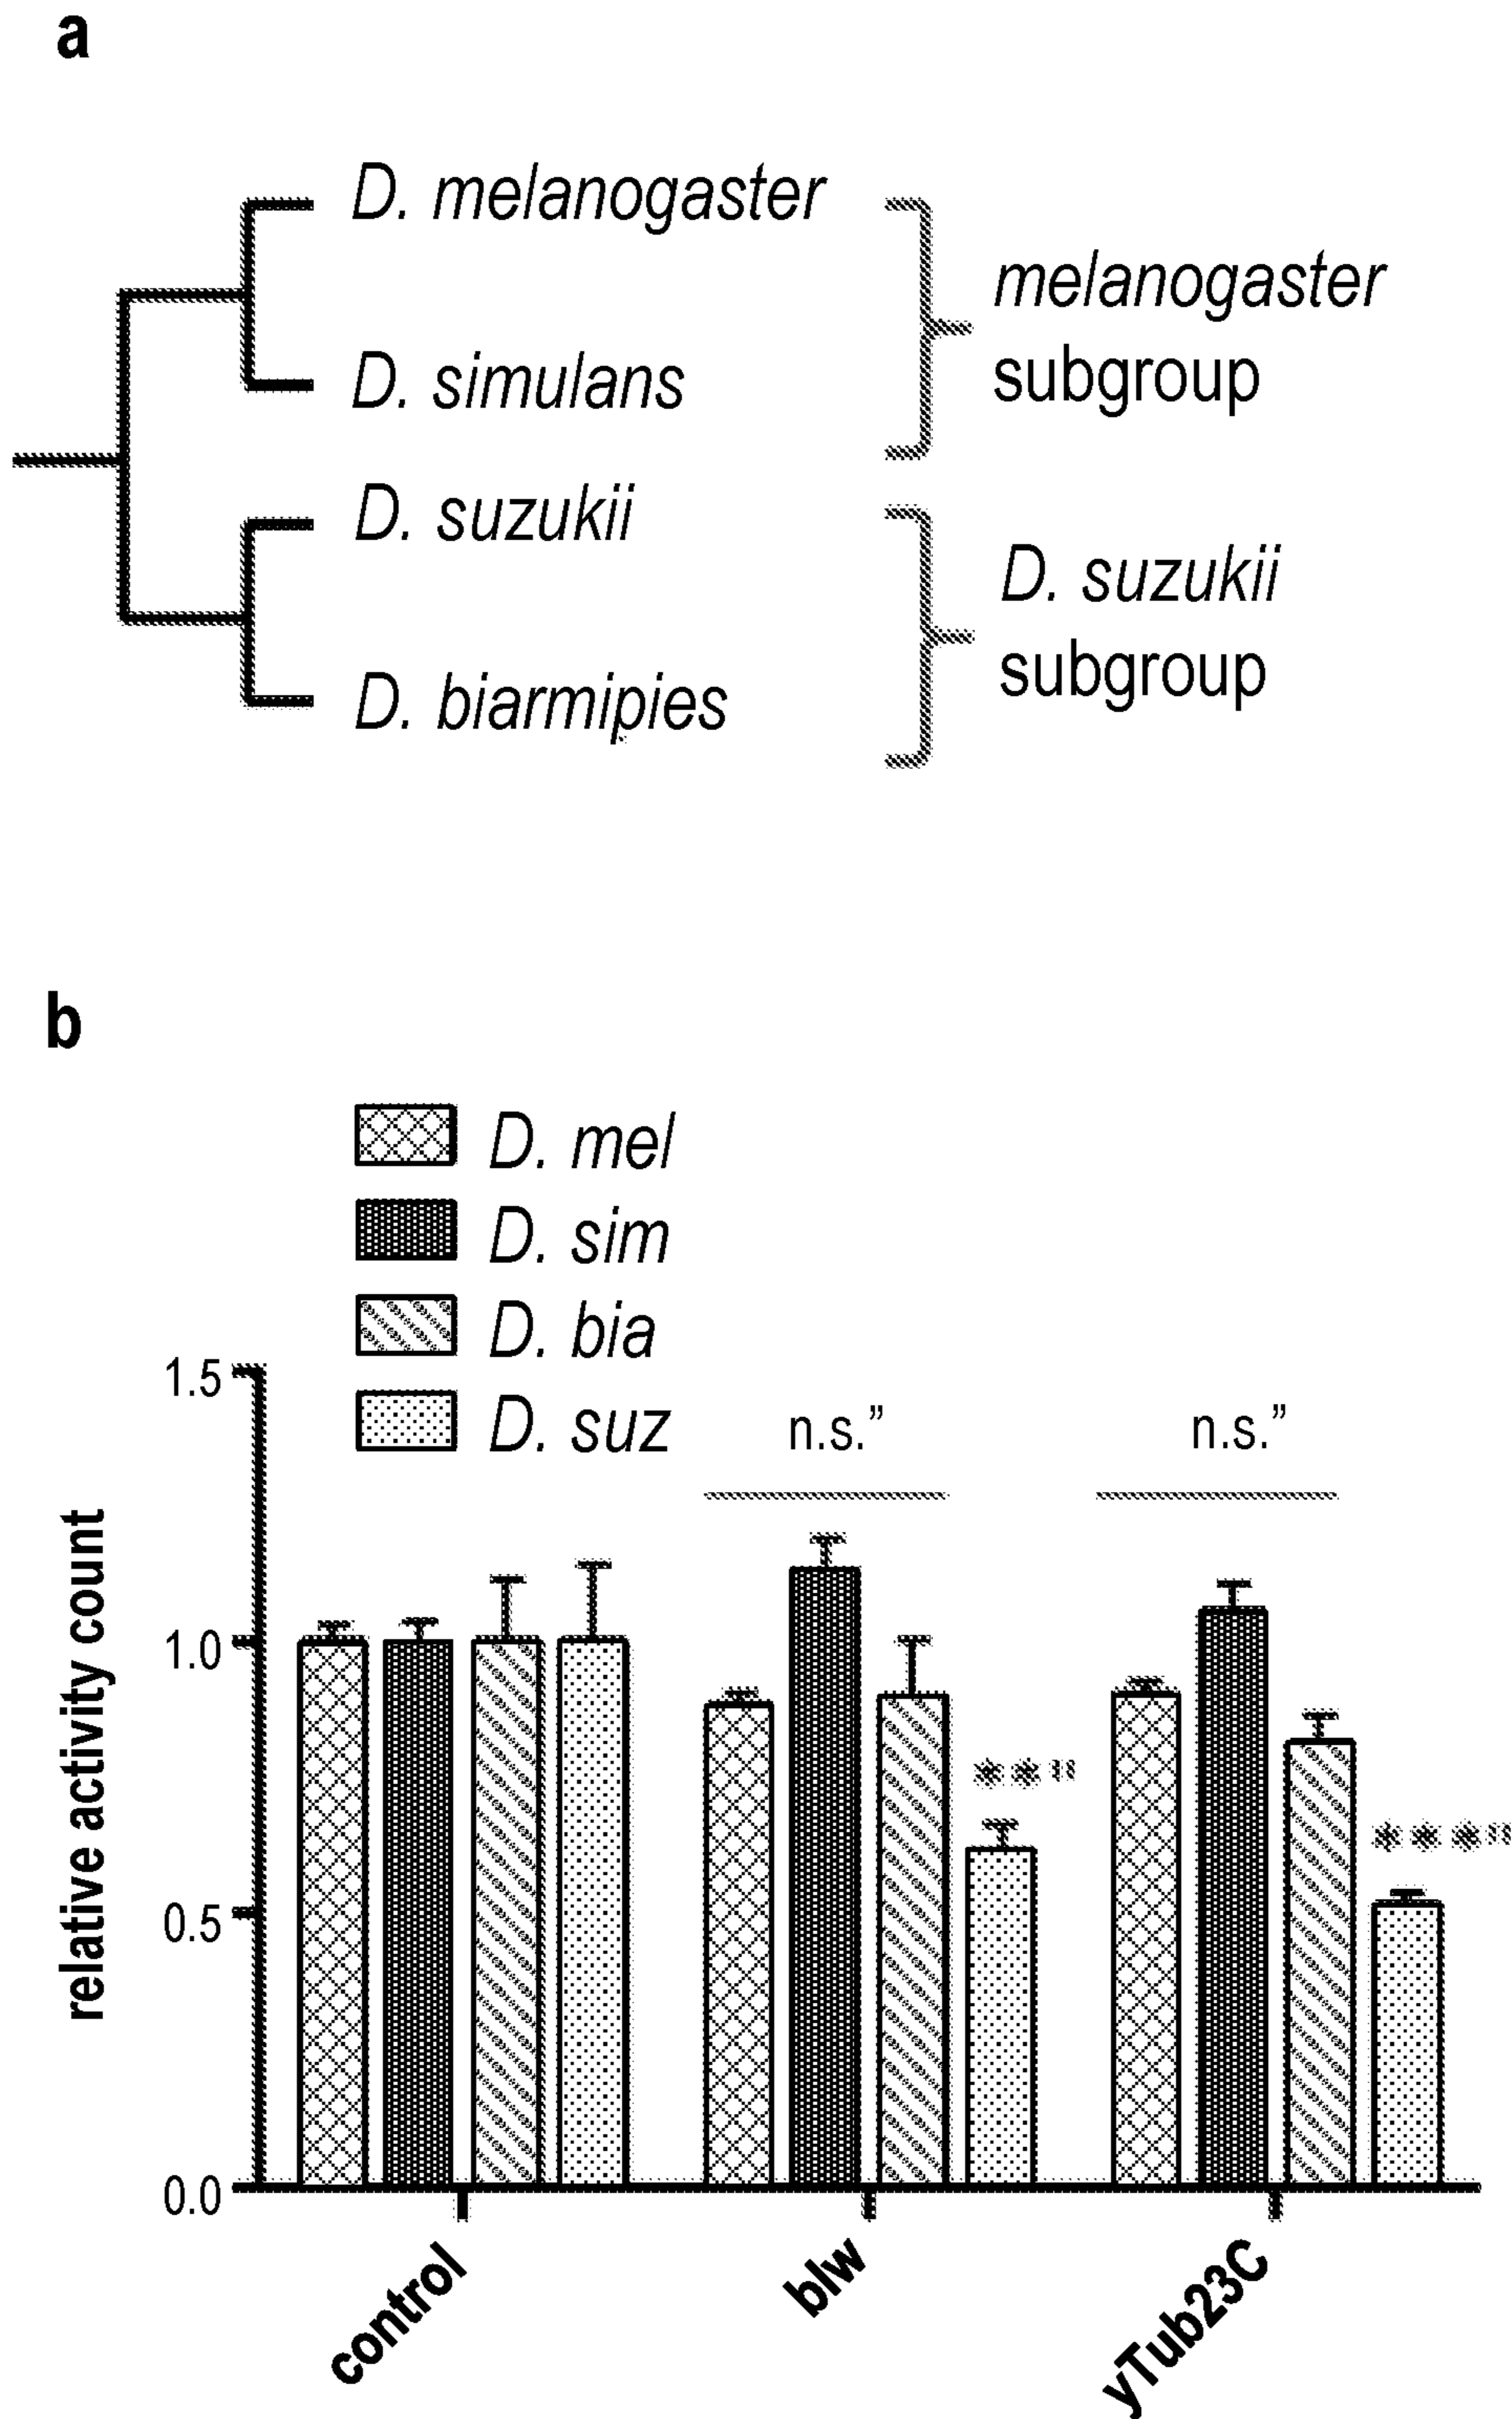 a
D. melanogaster
melanogaster
subgroup
D. simulans
D. suzukii
D. suzukii
subgroup
D. biarmipies
b
D. mel
D. sim
D. bia
D. suz
relative activity count
1.5
1.0
0.5
0.0
n.s.”
n.s.”
**"
***"
control
blw
yTub23C